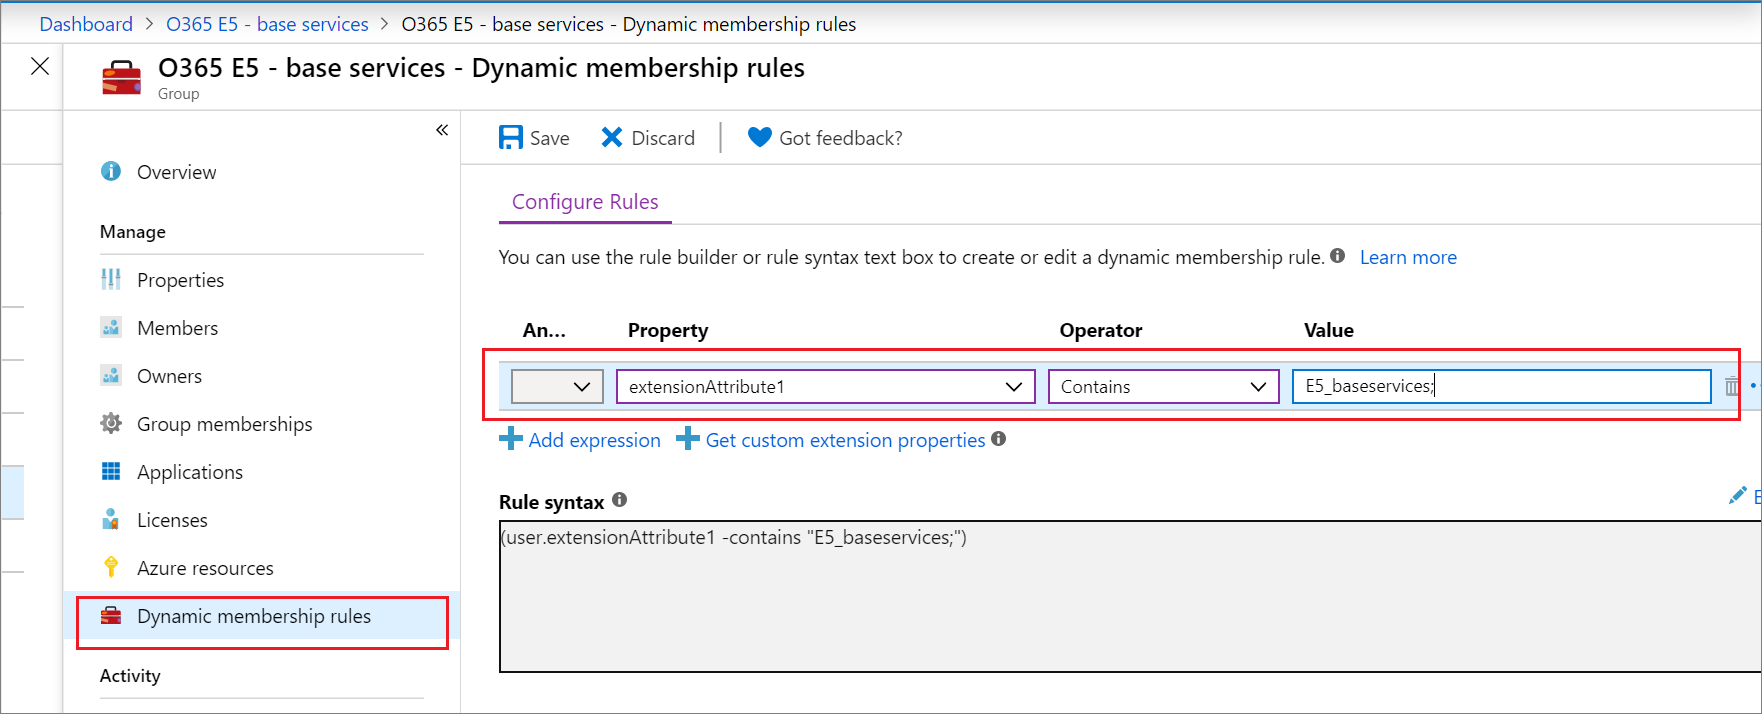 Dashboard > O365 E5 - base services > O365 E5 - base services - Dynamic membership rules
O365 E5 - base services - Dynamic membership rules
Group
«
Save Discard Got feedback?
Overview
Manage
Properties
Members
Owners
Group memberships
Applications
Licenses
Azure resources
Dynamic membership rules
Activity
Configure Rules
You can use the rule builder or rule syntax text box to create or edit a dynamic membership rule. Learn more
An... Property Operator Value
extensionAttribute1 Contains E5_baseservices;
Add expression Get custom extension properties
Rule syntax
E
(user.extensionAttribute1 -contains "E5_baseservices;")